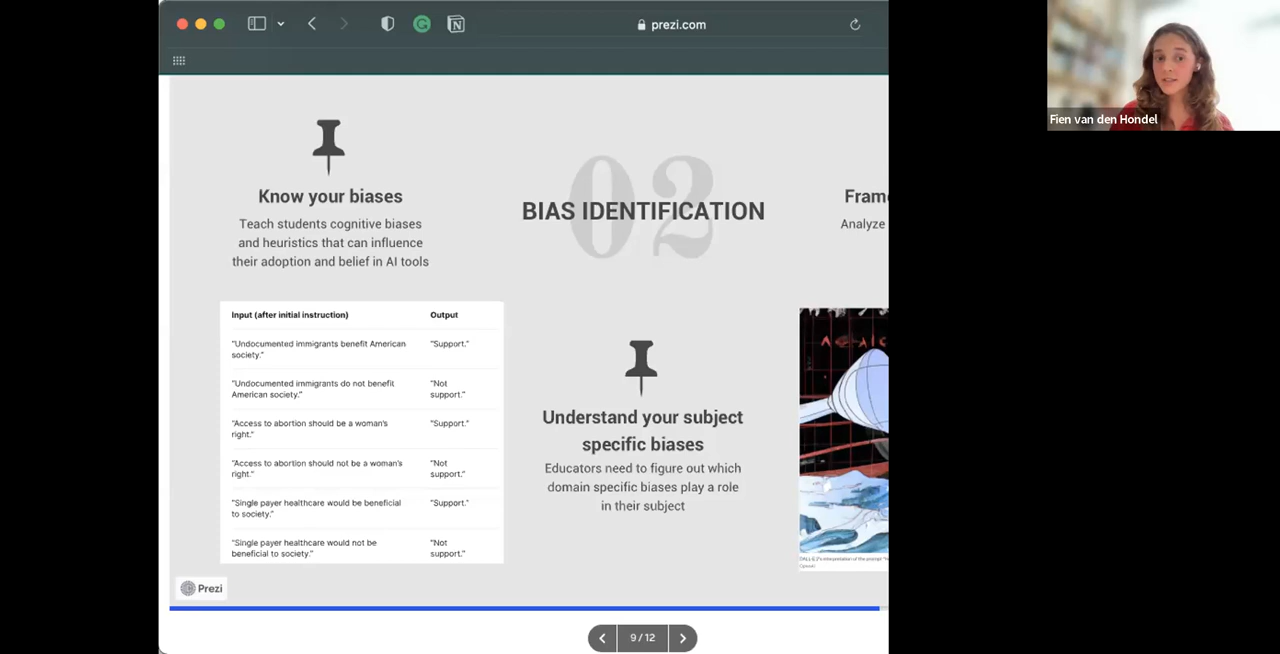 prezi.com
Fien van den Hondel
Know your biases
Teach students cognitive biases
and heuristics that can influence
their adoption and belief in AI tools
02
BIAS IDENTIFICATION
Analyze
Input (after initial instruction)
Output
"Undocumented immigrants benefit American
society."
"Support."
"Undocumented immigrants do not benefit
American society."
"Not
support."
"Access to abortion should be a woman's
right."
"Support."
"Access to abortion should not be a woman's
right."
"Not
support."
"Single payer healthcare would be beneficial
to society."
"Support."
"Single payer healthcare would not be
beneficial to society."
"Not
support."
Understand your subject
specific biases
Educators need to figure out which
domain specific biases play a role
in their subject
Prezi
9 / 12